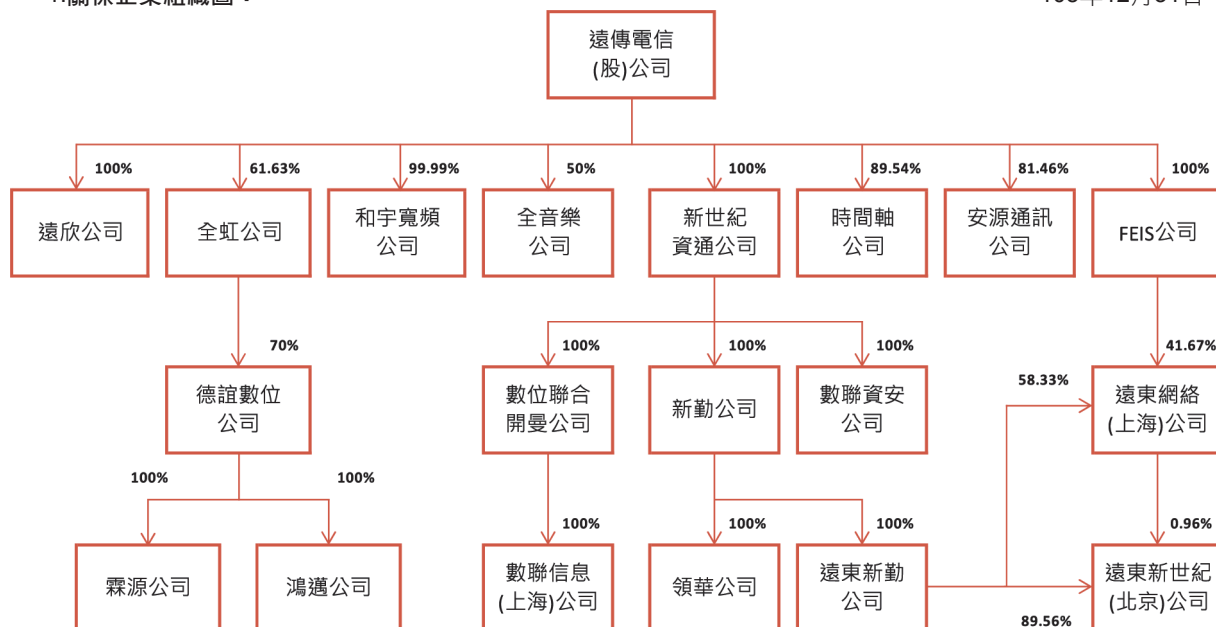 遠傳電信
(股)公司
100%
61.63%
99.99%
50%
100%
89.54%
81.46%
100%
遠欣公司
全虹公司
和宇寬頻
公司
全音樂
公司
新世紀
資通公司
時間軸
公司
安源通訊
公司
FEIS公司
70%
100%
100%
100%
41.67%
德誼數位
公司
數位聯合
開曼公司
新勤公司
數聯資安
公司
58.33%
遠東網絡
(上海)公司
100%
100%
100%
100%
100%
0.96%
霖源公司
鴻邁公司
數聯信息
(上海)公司
領華公司
遠東新勤
公司
遠東新世紀
(北京)公司
89.56%